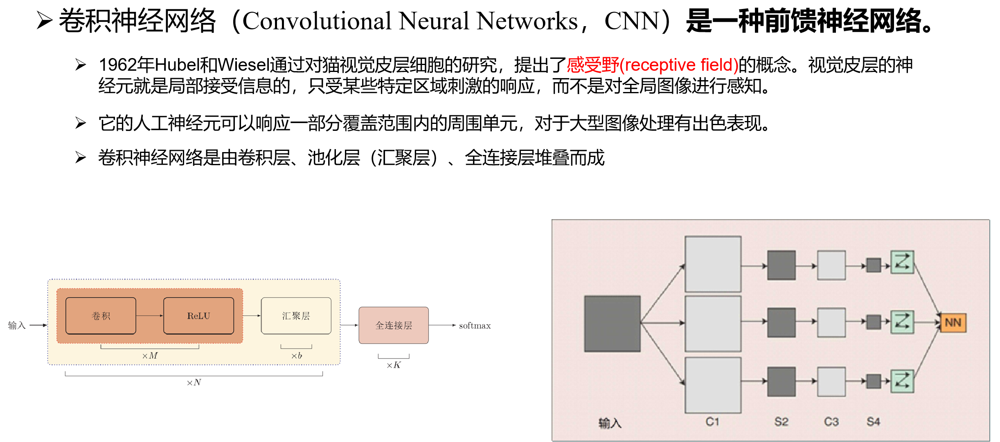 ➢ 卷积神经网络（Convolutional Neural Networks，CNN）是一种前馈神经网络。
➢ 1962年Hubel和Wiesel通过对猫视觉皮层细胞的研究，提出了感受野(receptive field)的概念。视觉皮层的神
经元就是局部接受信息的，只受某些特定区域刺激的响应，而不是对全局图像进行感知。
➢ 它的人工神经元可以响应一部分覆盖范围内的周围单元，对于大型图像处理有出色表现。
➢ 卷积神经网络是由卷积层、池化层（汇聚层）、全连接层堆叠而成
输入
卷积
ReLU
汇聚层
全连接层
softmax
×M
×b
×K
×N
NN
输入
C1
S2
C3
S4